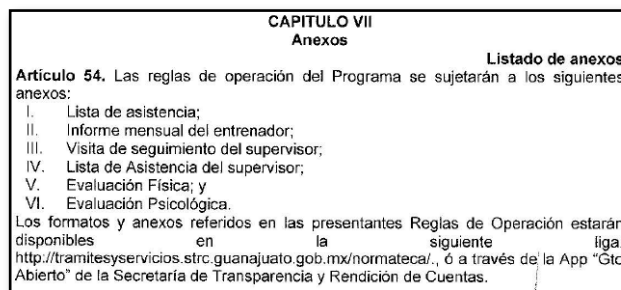 CAPITULO VII
Anexos
Listado de anexos
Artículo 54. Las reglas de operación del Programa se sujetarán a los siguientes
anexos:
I. Lista de asistencia;
II. Informe mensual del entrenador;
III. Visita de seguimiento del supervisor;
IV. Lista de Asistencia del supervisor;
V. Evaluación Física; y
VI. Evaluación Psicológica.
Los formatos y anexos referidos en las presentantes Reglas de Operación estarán
disponibles en la siguiente liga.
http://tramitesyservicios.strc.guanajuato.gob.mx/normateca/., ó a través de la App "Gto
Abierto" de la Secretaría de Transparencia y Rendición de Cuentas.